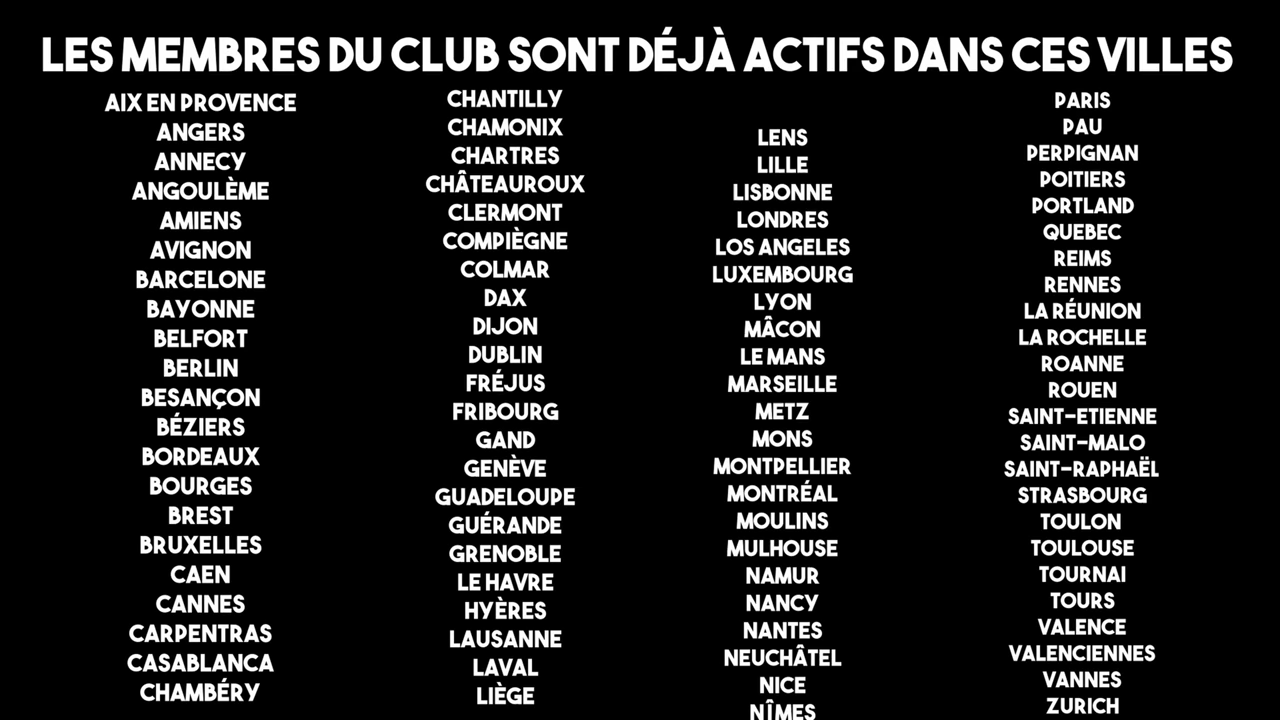 LES MEMBRES DU CLUB SONT DÉJÀ ACTIFS DANS CES VILLES
AIX EN PROVENCE
ANGERS
ANNECY
ANGOULÈME
AMIENS
AVIGNON
BARCELONE
BAYONNE
BELFORT
BERLIN
BESANÇON
BÉZIERS
BORDEAUX
BOURGES
BREST
BRUXELLES
CAEN
CANNES
CARPENTRAS
CASABLANCA
CHAMBÉRY
CHANTILLY
CHAMONIX
CHARTRES
CHÂTEAUROUX
CLERMONT
COMPIÈGNE
COLMAR
DAX
DIJON
DUBLIN
FRÉJUS
FRIBOURG
GAND
GENÈVE
GUADELOUPE
GUÉRANDE
GRENOBLE
LE HAVRE
HYÈRES
LAUSANNE
LAVAL
LIÈGE
LENS
LILLE
LISBONNE
LONDRES
LOS ANGELES
LUXEMBOURG
LYON
MÂCON
LE MANS
MARSEILLE
METZ
MONS
MONTPELLIER
MONTRÉAL
MOULINS
MULHOUSE
NAMUR
NANCY
NANTES
NEUCHÂTEL
NICE
NÎMES
PARIS
PAU
PERPIGNAN
POITIERS
PORTLAND
QUEBEC
REIMS
RENNES
LA RÉUNION
LA ROCHELLE
ROANNE
ROUEN
SAINT-ETIENNE
SAINT-MALO
SAINT-RAPHAËL
STRASBOURG
TOULON
TOULOUSE
TOURNAI
TOURS
VALENCE
VALENCIENNES
VANNES
ZURICH